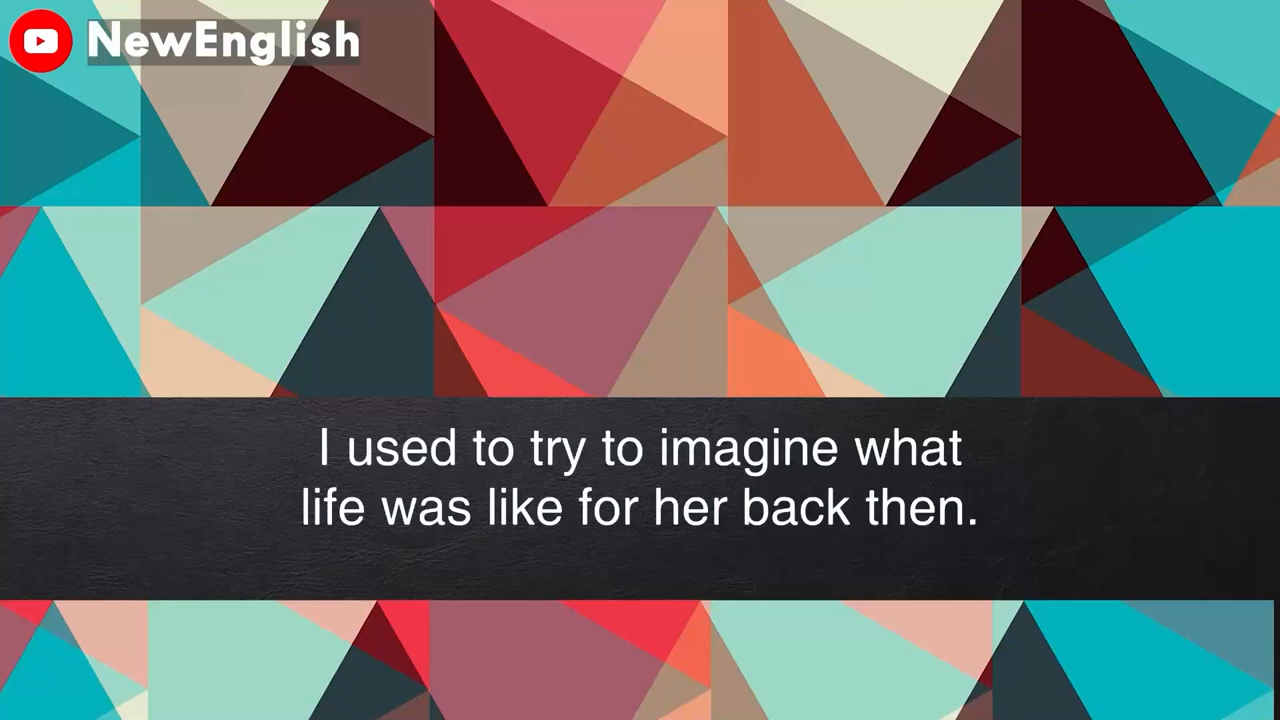 NewEnglish
I used to try to imagine what
life was like for her back then.